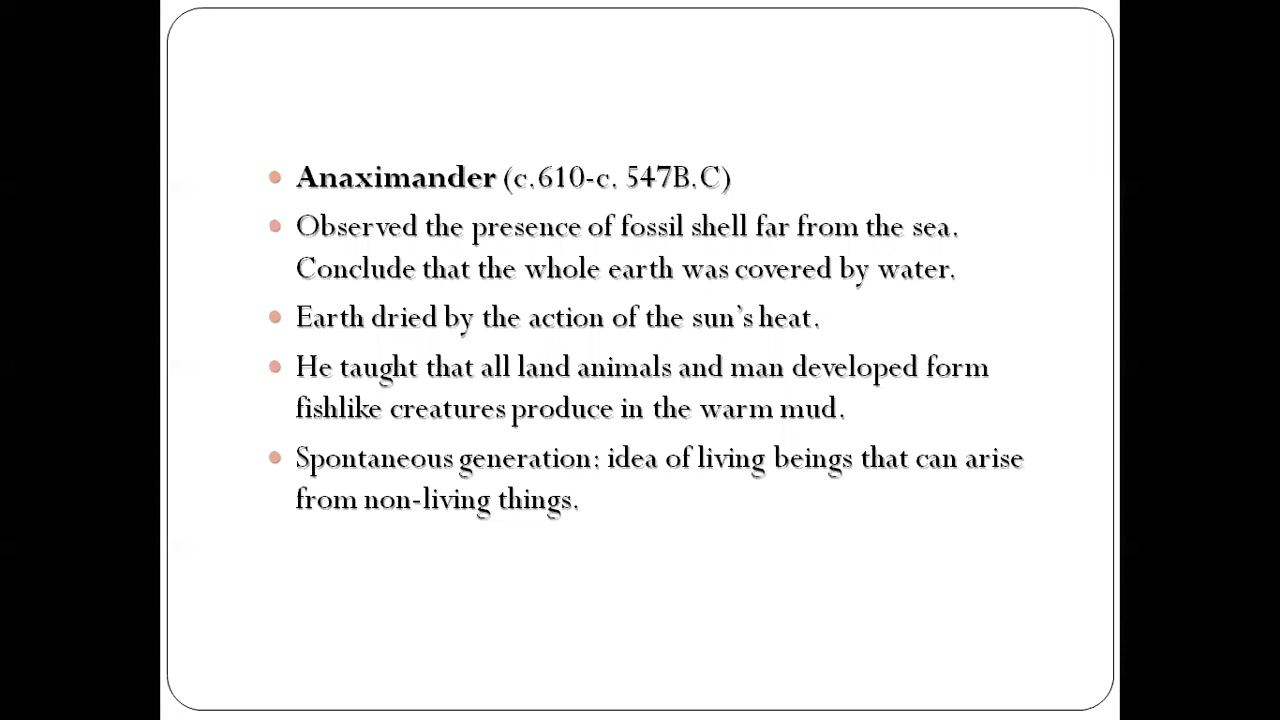 Anaximander (c.610-c. 547B.C)
Observed the presence of fossil shell far from the sea.
Conclude that the whole earth was covered by water.
Earth dried by the action of the sun's heat.
He taught that all land animals and man developed form
fishlike creatures produce in the warm mud.
Spontaneous generation; idea of living beings that can arise
from non-living things.